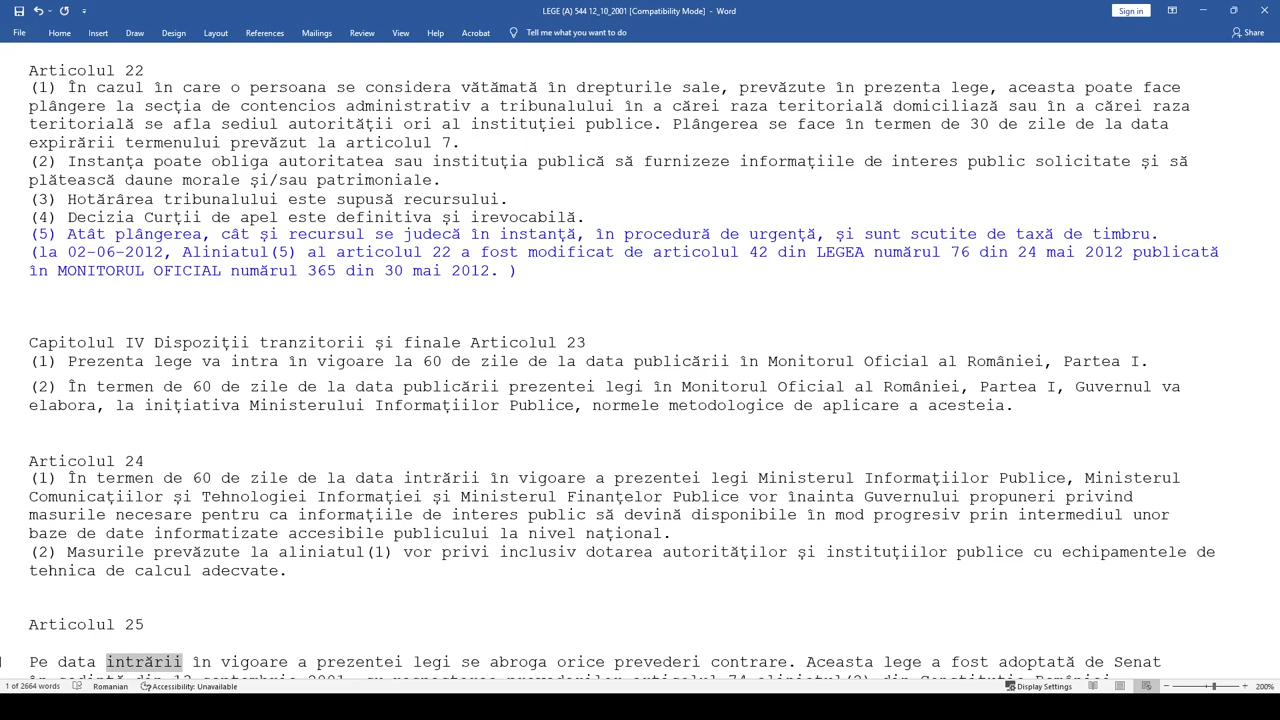 LEGE (A) 544 12_10_2001 [Compatibility Mode] - Word
Sign in
File Home Insert Draw Design Layout References Mailings Review View Help Acrobat Tell me what you want to do Share
Articolul 22
(1) În cazul în care o persoana se considera vătămată în drepturile sale, prevăzute în prezenta lege, aceasta poate face
plângere la secția de contencios administrativ a tribunalului în a cărei raza teritorială domiciliază sau în a cărei raza
teritorială se afla sediul autorității ori al instituției publice. Plângerea se face în termen de 30 de zile de la data
expirării termenului prevăzut la articolul 7.
(2) Instanța poate obliga autoritatea sau instituția publică să furnizeze informațiile de interes public solicitate și să
plătească daune morale și/sau patrimoniale.
(3) Hotărârea tribunalului este supusă recursului.
(4) Decizia Curții de apel este definitiva și irevocabilă.
(5) Atât plângerea, cât și recursul se judecă în instanță, în procedură de urgență, și sunt scutite de taxă de timbru.
(la 02-06-2012, Aliniatul(5) al articolul 22 a fost modificat de articolul 42 din LEGEA numărul 76 din 24 mai 2012 publicată
în MONITORUL OFICIAL numărul 365 din 30 mai 2012. )
Capitolul IV Dispoziții tranzitorii și finale Articolul 23
(1) Prezenta lege va intra în vigoare la 60 de zile de la data publicării în Monitorul Oficial al României, Partea I.
(2) În termen de 60 de zile de la data publicării prezentei legi în Monitorul Oficial al României, Partea I, Guvernul va
elabora, la inițiativa Ministerului Informațiilor Publice, normele metodologice de aplicare a acesteia.
Articolul 24
(1) În termen de 60 de zile de la data intrării în vigoare a prezentei legi Ministerul Informațiilor Publice, Ministerul
Comunicațiilor și Tehnologiei Informației și Ministerul Finanțelor Publice vor înainta Guvernului propuneri privind
masurile necesare pentru ca informațiile de interes public să devină disponibile în mod progresiv prin intermediul unor
baze de date informatizate accesibile publicului la nivel național.
(2) Masurile prevăzute la aliniatul(1) vor privi inclusiv dotarea autorităților și instituțiilor publice cu echipamentele de
tehnica de calcul adecvate.
Articolul 25
Pe data intrării în vigoare a prezentei legi se abroga orice prevederi contrare. Aceasta lege a fost adoptată de Senat
în ședință din 13 septembrie 2001, cu respectarea prevederilor articolul 74 aliniatul(2) din Constituția României.
1 of 2664 words Romanian Accessibility: Unavailable Display Settings 200%